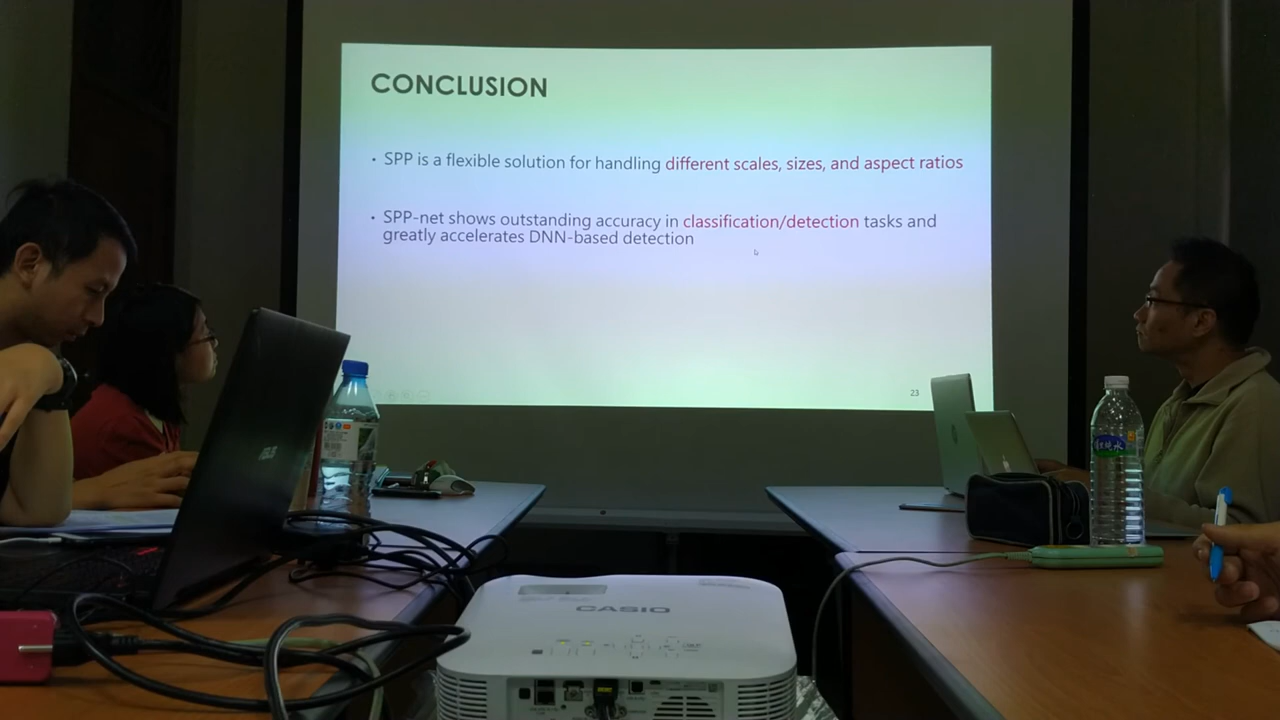 CONCLUSION
• SPP is a flexible solution for handling different scales, sizes, and aspect ratios
• SPP-net shows outstanding accuracy in classification/detection tasks and
greatly accelerates DNN-based detection
23
ASUS
CASIO